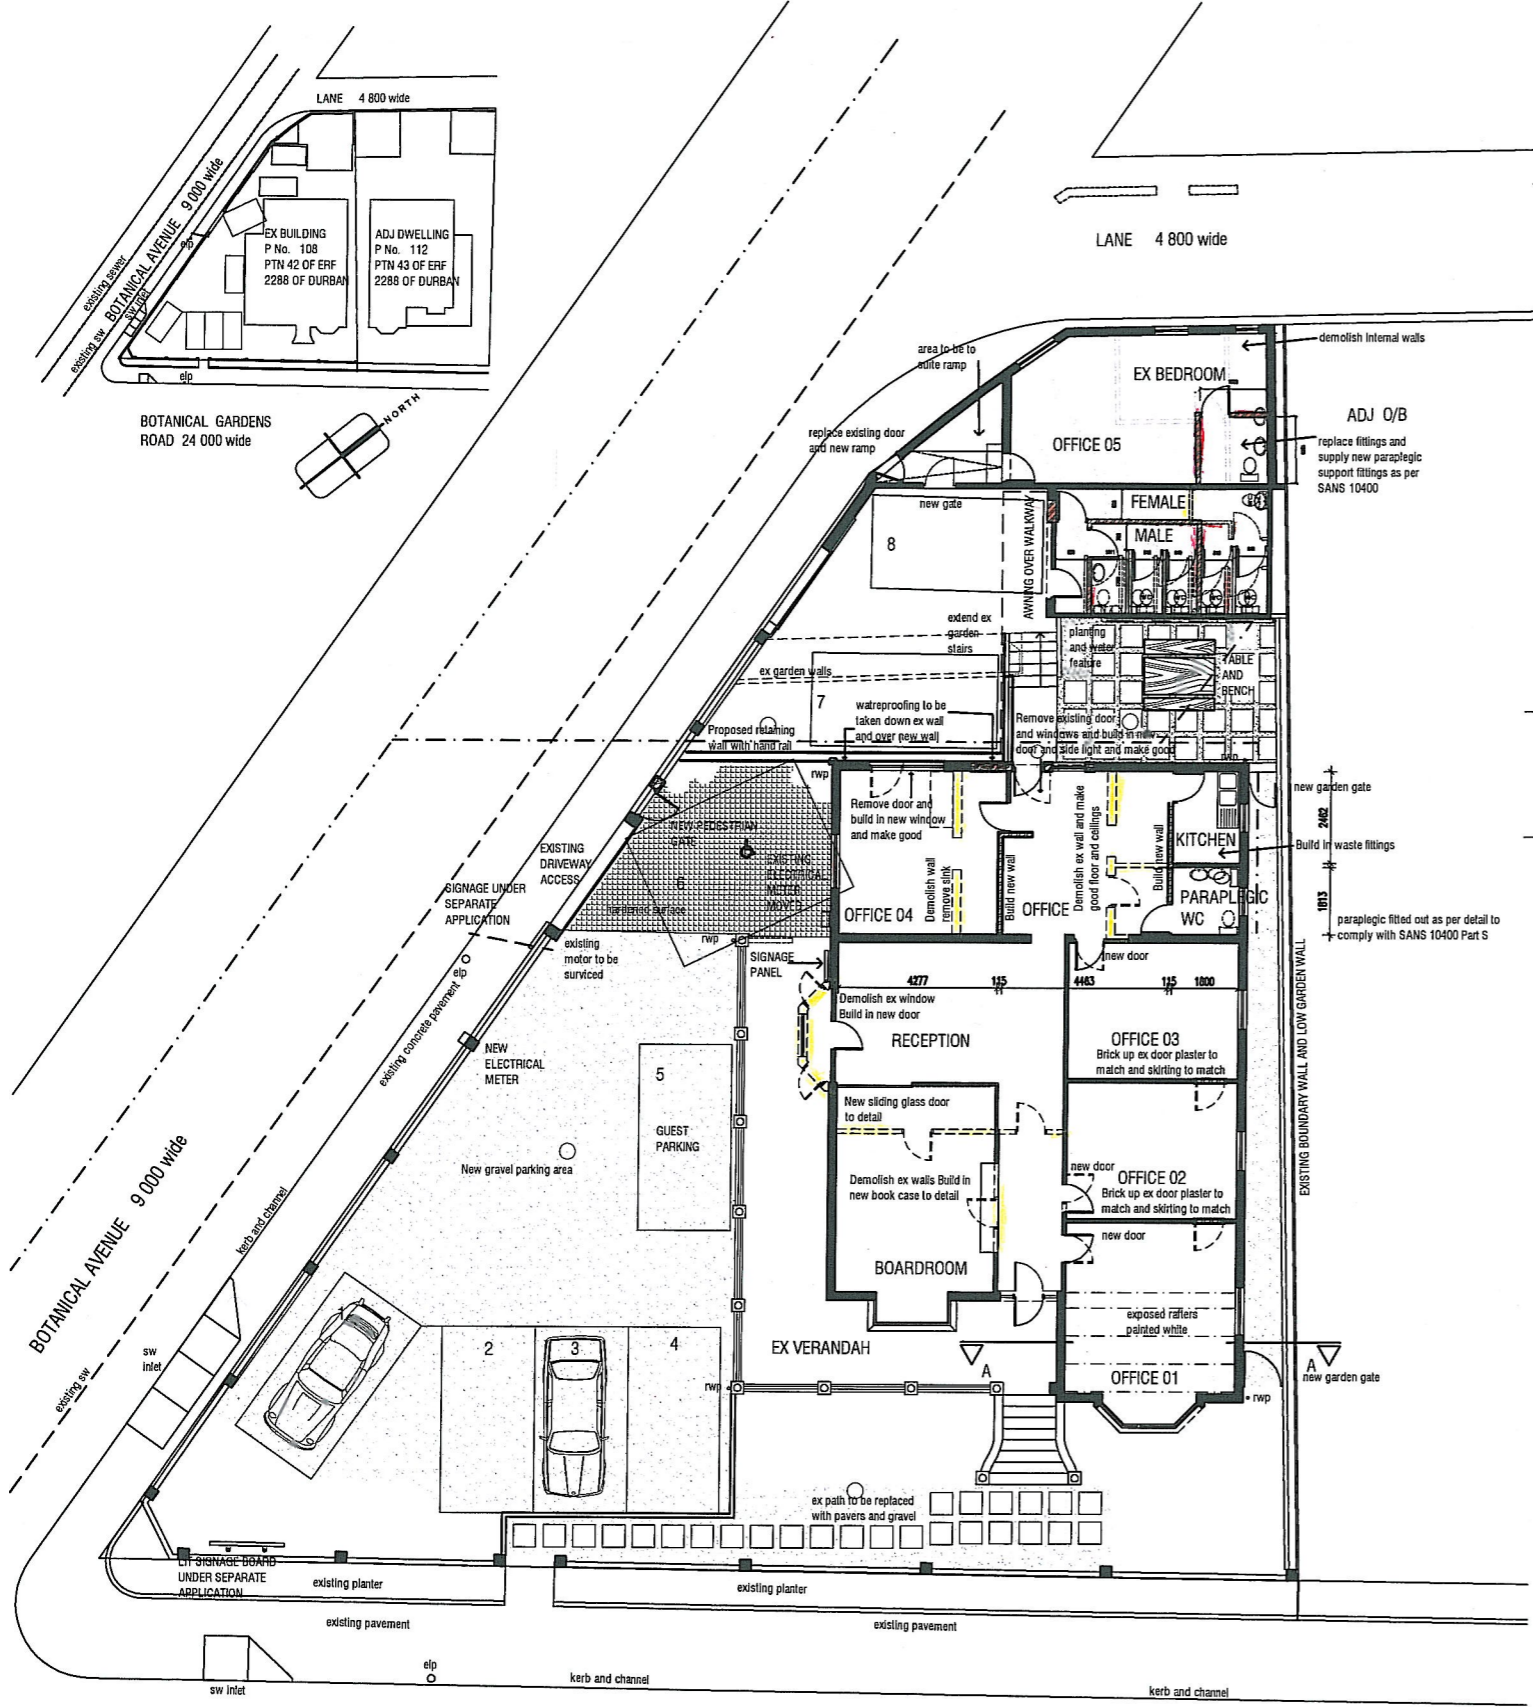 LANE 4 800 wide
BOTANICAL AVENUE 9 000 wide
existing sewer
existing sw
sw inlet
elp
EX BUILDING
P No. 108
PTN 42 OF ERF
2288 OF DURBAN
ADJ DWELLING
P No. 112
PTN 43 OF ERF
2288 OF DURBAN
elp
BOTANICAL GARDENS
ROAD 24 000 wide
NORTH
LANE 4 800 wide
demolish internal walls
area to be to
suite ramp
EX BEDROOM
ADJ O/B
replace existing door
and new ramp
OFFICE 05
replace fittings and
supply new paraplegic
support fittings as per
SANS 10400
new gate
FEMALE
MALE
8
AWNING OVER WALKWAY
extend ex
garden
stairs
planting
and water
feature
TABLE
AND
BENCH
ex garden walls
7
watreproofing to be
taken down ex wall
and over new wall
Proposed retaining
wall with hand rail
Remove existing door
and windows and build in new
door and side light and make good
rwp
rwp
new garden gate
2462
Remove door and
build in new window
and make good
Demolish wall
remove sink
Build new wall
Demolish ex wall and make
good floor and ceilings
Build new wall
KITCHEN
Build in waste fittings
NEW PEDESTRIAN
GATE
EXISTING
ELECTRICAL
METER
MOVED
6
hardened surface
EXISTING
DRIVEWAY
ACCESS
SIGNAGE UNDER
SEPARATE
APPLICATION
OFFICE 04
OFFICE
PARAPLEGIC
WC
1813
paraplegic fitted out as per detail to
comply with SANS 10400 Part S
rwp
existing
motor to be
surviced
elp
SIGNAGE
PANEL
new door
4277
115
4463
115
1800
Demolish ex window
Build in new door
RECEPTION
OFFICE 03
Brick up ex door plaster to
match and skirting to match
EXISTING BOUNDARY WALL AND LOW GARDEN WALL
existing concrete pavement
NEW
ELECTRICAL
METER
5
GUEST
PARKING
New sliding glass door
to detail
New gravel parking area
Demolish ex walls Build in
new book case to detail
new door
OFFICE 02
Brick up ex door plaster to
match and skirting to match
new door
BOARDROOM
BOTANICAL AVENUE 9 000 wide
kerb and channel
existing sw
sw
inlet
1
2
3
4
EX VERANDAH
exposed rafters
painted white
A
A
OFFICE 01
new garden gate
rwp
rwp
ex path to be replaced
with pavers and gravel
LIT SIGNAGE BOARD
UNDER SEPARATE
APPLICATION
existing planter
existing planter
existing pavement
existing pavement
elp
sw inlet
kerb and channel
kerb and channel